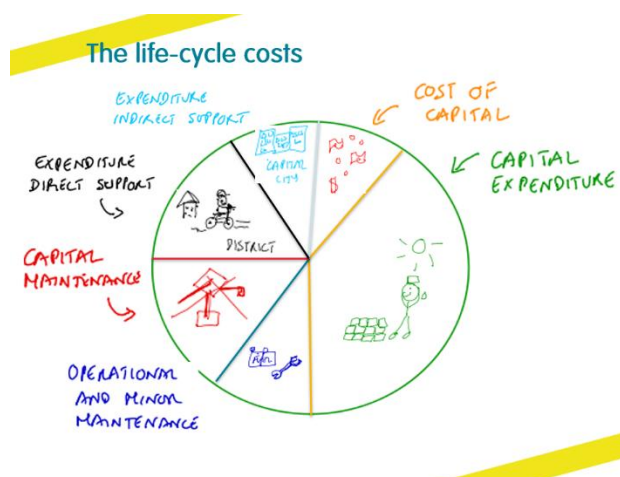 The life-cycle costs
EXPENDITURE
INDIRECT SUPPORT
COST OF
CAPITAL
CAPITAL
EXPENDITURE
CAPITAL
CITY
EXPENDITURE
DIRECT SUPPORT
DISTRICT
CAPITAL
MAINTENANCE
OPERATIONAL
AND MINOR
MAINTENANCE